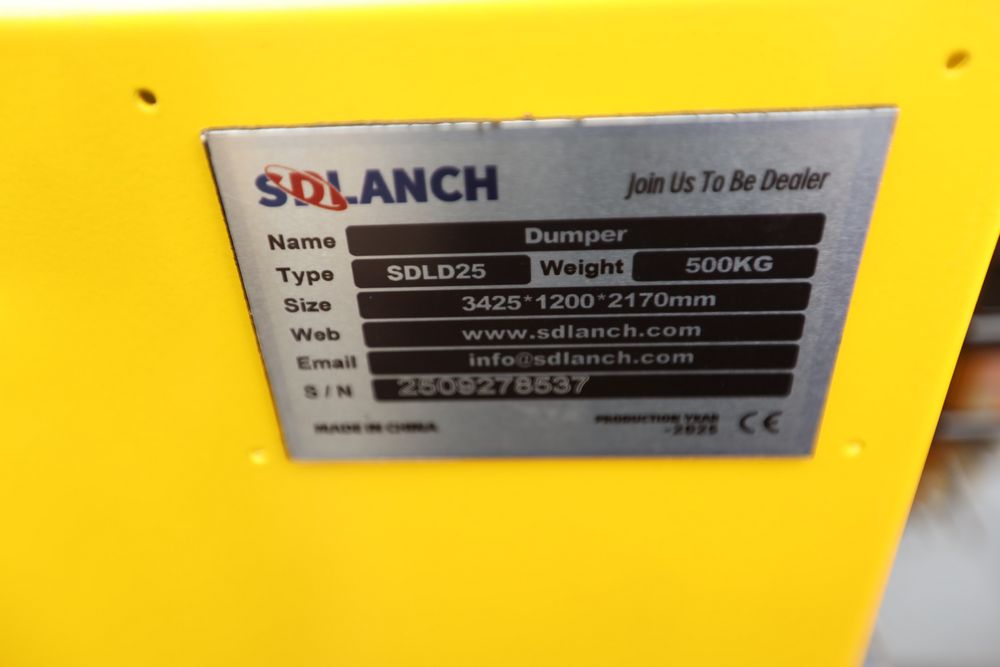 SDLANCH
Join Us To Be Dealer
Name Dumper
Type SDLD25 Weight 500KG
Size 3425*1200*2170mm
Web www.sdlanch.com
Email info@sdlanch.com
S/N 2509278537
MADE IN CHINA
PRODUCTION YEAR
-2025
CE